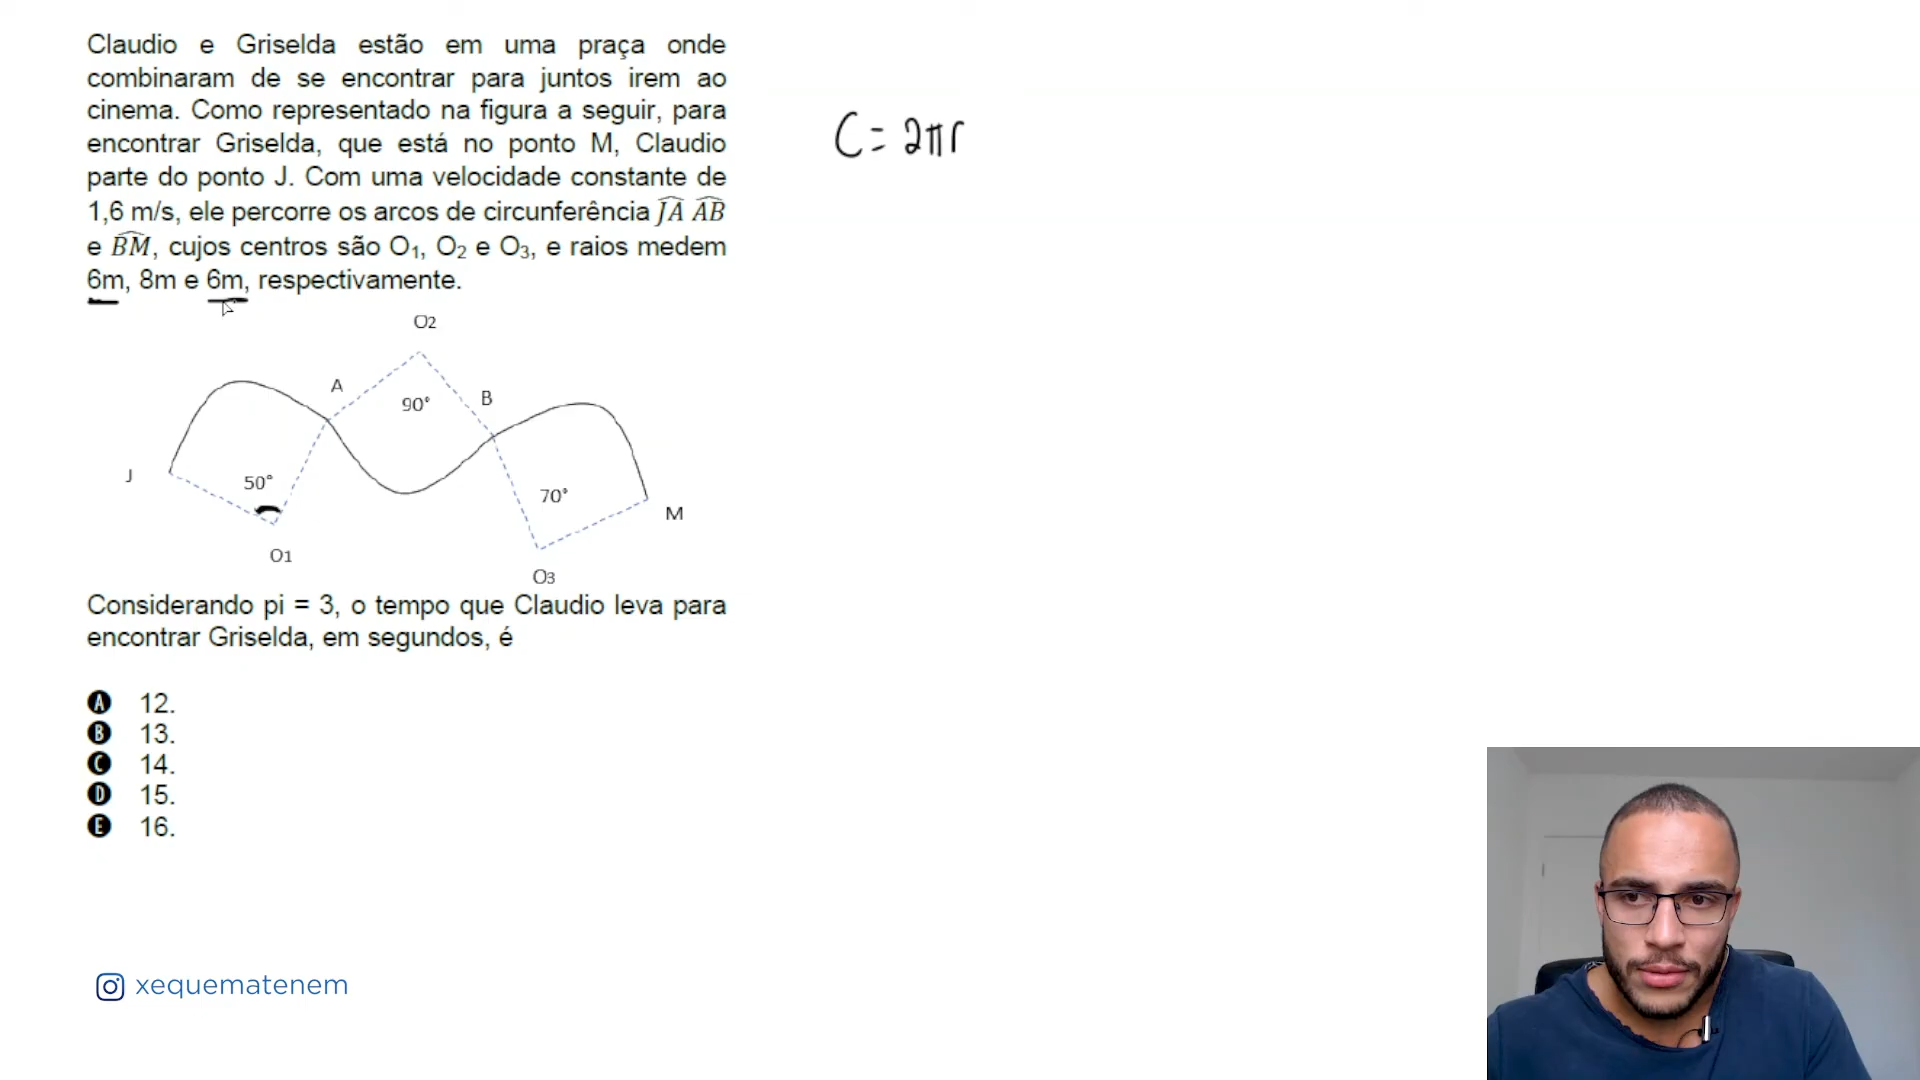 Claudio e Griselda estão em uma praça onde
combinaram de se encontrar para juntos irem ao
cinema. Como representado na figura a seguir, para
encontrar Griselda, que está no ponto M, Claudio
parte do ponto J. Com uma velocidade constante de
1,6 m/s, ele percorre os arcos de circunferência J͡A A͡B
e B͡M, cujos centros são O₁, O₂ e O₃, e raios medem
6m, 8m e 6m, respectivamente.
C = 2πr
O2
A
90°
B
J
50°
70°
M
O1
O3
Considerando pi = 3, o tempo que Claudio leva para
encontrar Griselda, em segundos, é
A 12.
B 13.
C 14.
D 15.
E 16.
xequematenem